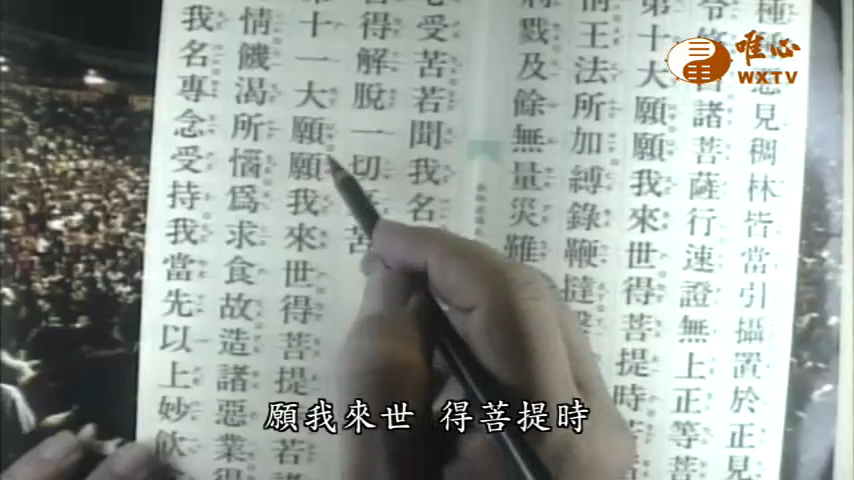 惡見稠林皆當引攝置於正見
諸菩薩行速證無上正等菩
第十大願願我來世得菩提時
王法所加縛錄鞭撻
戮及餘無量災難
受苦若聞我名
得解脫一切苦
十一大願願我來世得菩提若諸
情饑渴所惱爲求食故造諸惡業得
我名專念受持我當先以上妙飲
唯心
WXTV
願我來世 得菩提時